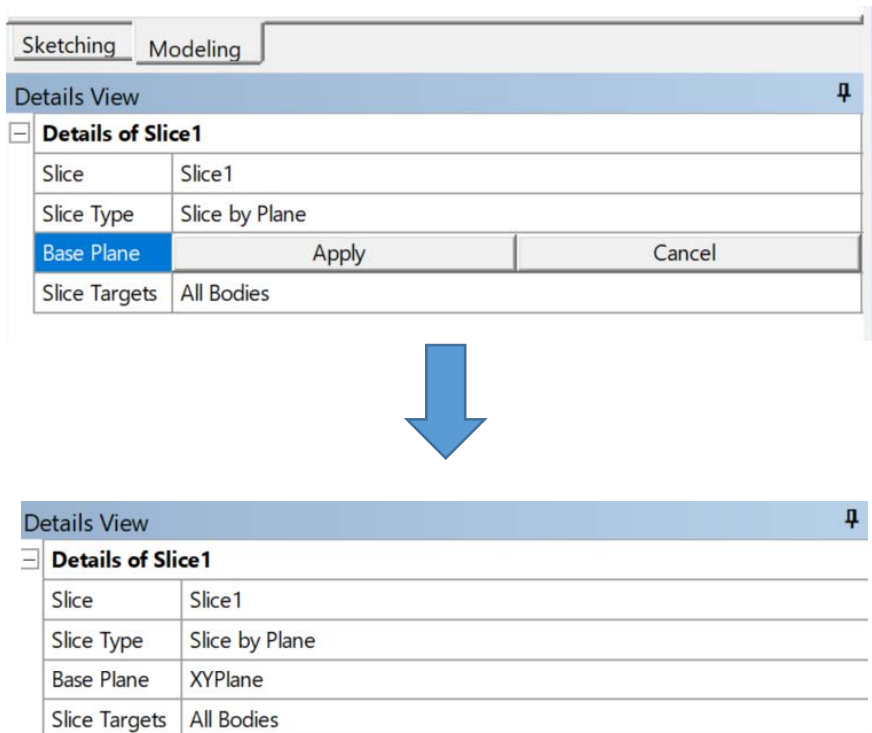 Sketching Modeling
Details View
Details of Slice1
Slice Slice1
Slice Type Slice by Plane
Base Plane Apply Cancel
Slice Targets All Bodies
Details View
Details of Slice1
Slice Slice1
Slice Type Slice by Plane
Base Plane XYPlane
Slice Targets All Bodies